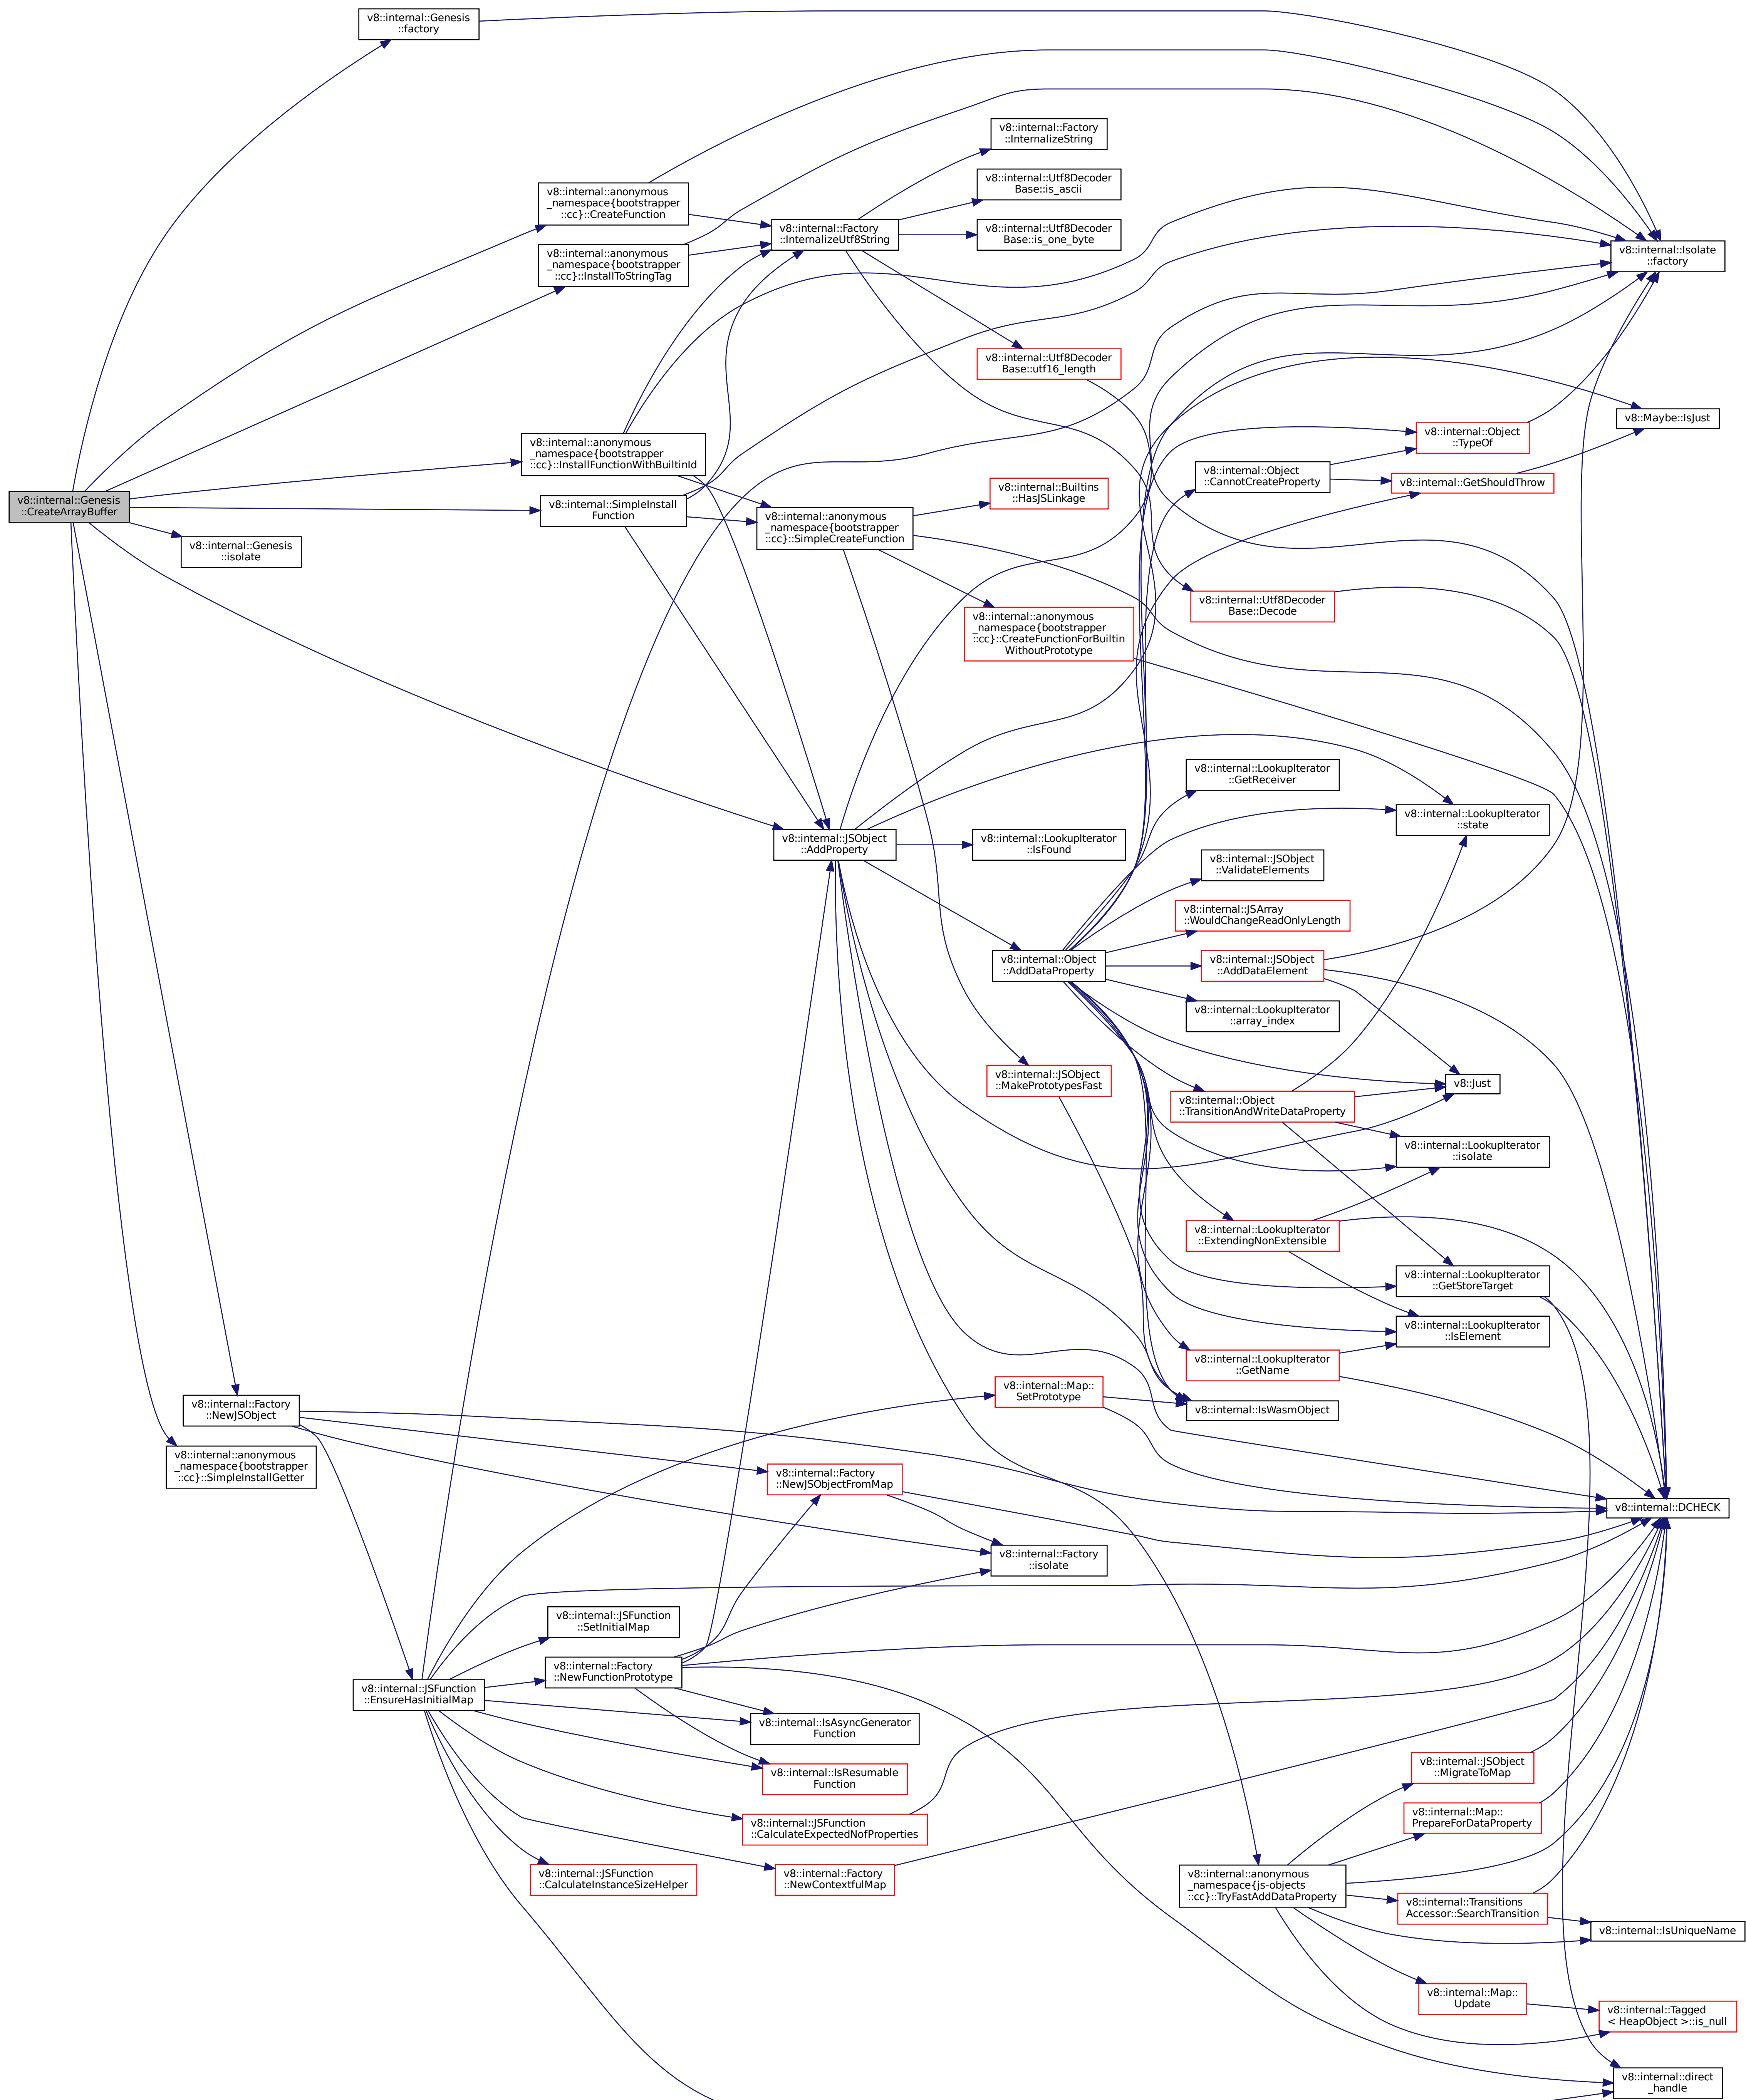 v8::internal::Genesis
::factory
v8::internal::Factory
::InternalizeString
v8::internal::Utf8Decoder
Base::is_ascii
v8::internal::anonymous
_namespace{bootstrapper
::cc}::CreateFunction
v8::internal::Factory
::InternalizeUtf8String
v8::internal::Utf8Decoder
Base::is_one_byte
v8::internal::anonymous
_namespace{bootstrapper
::cc}::InstallToStringTag
v8::internal::Isolate
::factory
v8::internal::Utf8Decoder
Base::utf16_length
v8::Maybe::IsJust
v8::internal::Object
::TypeOf
v8::internal::anonymous
_namespace{bootstrapper
::cc}::InstallFunctionWithBuiltinId
v8::internal::Object
::CannotCreateProperty
v8::internal::GetShouldThrow
v8::internal::Builtins
::HasJSLinkage
v8::internal::Genesis
::CreateArrayBuffer
v8::internal::SimpleInstall
Function
v8::internal::anonymous
_namespace{bootstrapper
::cc}::SimpleCreateFunction
v8::internal::Genesis
::isolate
v8::internal::Utf8Decoder
Base::Decode
v8::internal::anonymous
_namespace{bootstrapper
::cc}::CreateFunctionForBuiltin
WithoutPrototype
v8::internal::LookupIterator
::GetReceiver
v8::internal::LookupIterator
::state
v8::internal::JSObject
::AddProperty
v8::internal::LookupIterator
::IsFound
v8::internal::JSObject
::ValidateElements
v8::internal::JSArray
::WouldChangeReadOnlyLength
v8::internal::Object
::AddDataProperty
v8::internal::JSObject
::AddDataElement
v8::internal::LookupIterator
::array_index
v8::internal::JSObject
::MakePrototypesFast
v8::Just
v8::internal::Object
::TransitionAndWriteDataProperty
v8::internal::LookupIterator
::isolate
v8::internal::LookupIterator
::ExtendingNonExtensible
v8::internal::LookupIterator
::GetStoreTarget
v8::internal::LookupIterator
::IsElement
v8::internal::LookupIterator
::GetName
v8::internal::Map::
SetPrototype
v8::internal::IsWasmObject
v8::internal::Factory
::NewJSObject
v8::internal::anonymous
_namespace{bootstrapper
::cc}::SimpleInstallGetter
v8::internal::Factory
::NewJSObjectFromMap
v8::internal::DCHECK
v8::internal::Factory
::isolate
v8::internal::JSFunction
::SetInitialMap
v8::internal::Factory
::NewFunctionPrototype
v8::internal::JSFunction
::EnsureHasInitialMap
v8::internal::IsAsyncGenerator
Function
v8::internal::IsResumable
Function
v8::internal::JSObject
::MigrateToMap
v8::internal::Map::
PrepareForDataProperty
v8::internal::JSFunction
::CalculateExpectedNofProperties
v8::internal::JSFunction
::CalculateInstanceSizeHelper
v8::internal::Factory
::NewContextfulMap
v8::internal::anonymous
_namespace{js-objects
::cc}::TryFastAddDataProperty
v8::internal::Transitions
Accessor::SearchTransition
v8::internal::IsUniqueName
v8::internal::Map::
Update
v8::internal::Tagged
< HeapObject >::is_null
v8::internal::direct
_handle